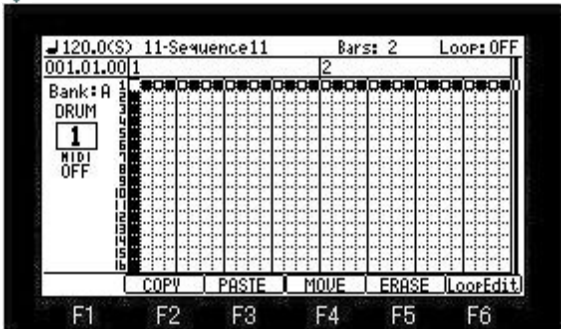 ♩120.0(S) 11-Sequence11 Bars: 2 Loop:OFF
001.01.00 1 2
Bank:A
DRUM
1
MIDI
OFF
1
2
3
4
5
6
7
8
9
10
11
12
13
14
15
16
COPY PASTE MOVE ERASE LoopEdit
F1 F2 F3 F4 F5 F6